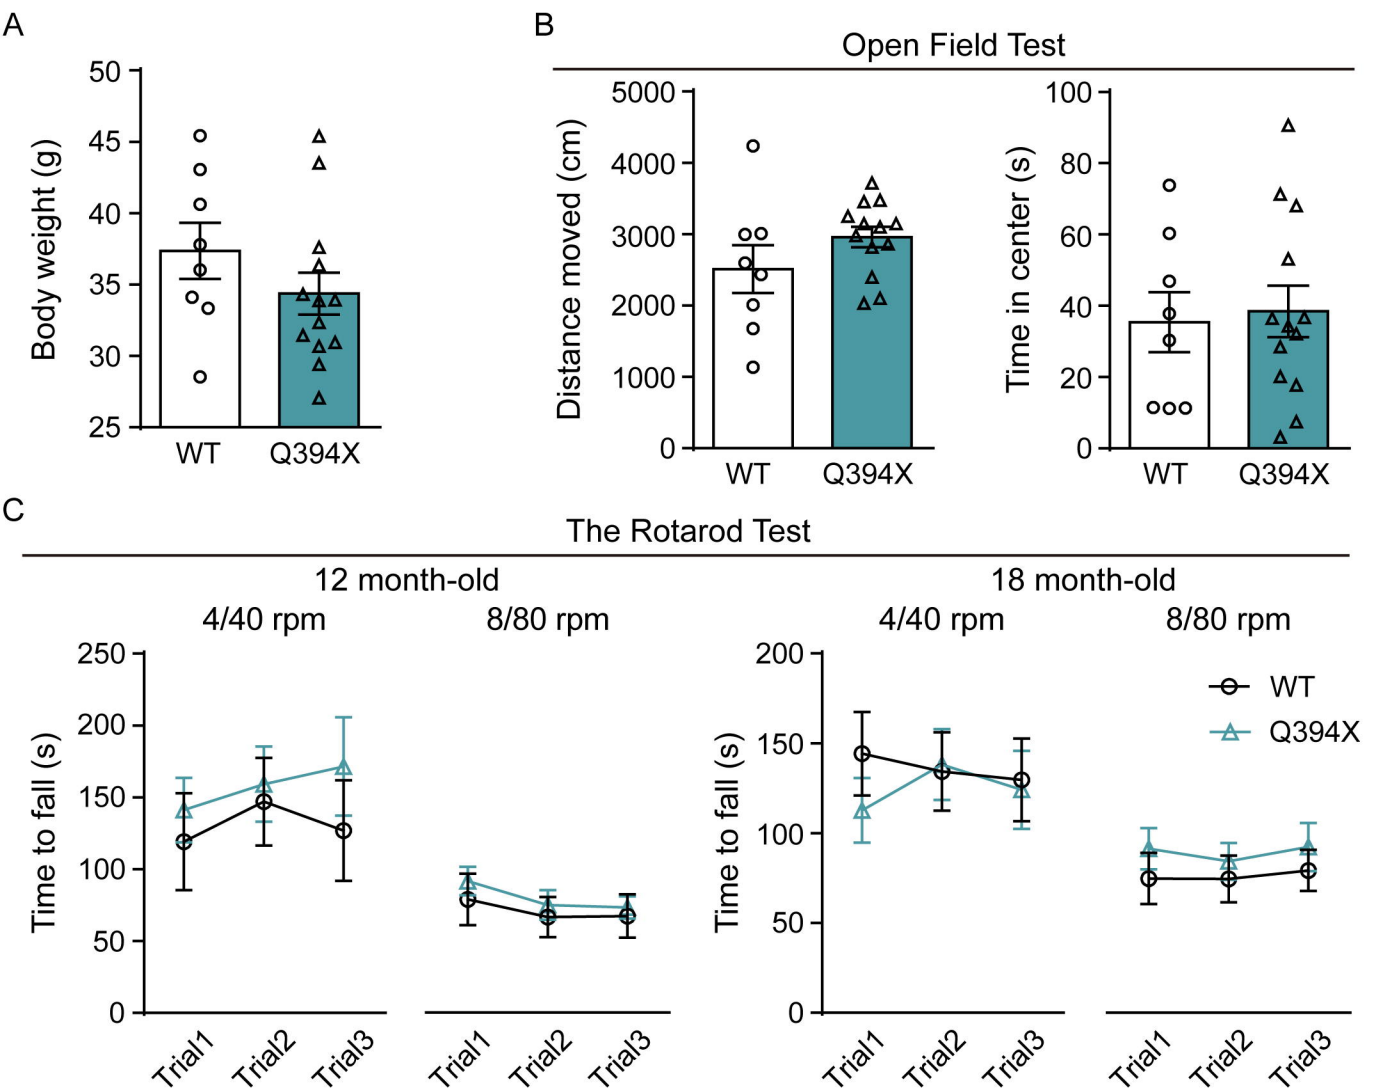 A
Body weight (g)
50
45
40
35
30
25
WT
Q394X
B
Open Field Test
Distance moved (cm)
5000
4000
3000
2000
1000
0
WT
Q394X
Time in center (s)
100
80
60
40
20
0
WT
Q394X
C
The Rotarod Test
12 month-old
4/40 rpm
8/80 rpm
Time to fall (s)
250
200
150
100
50
0
Trial1
Trial2
Trial3
Trial1
Trial2
Trial3
18 month-old
4/40 rpm
8/80 rpm
Time to fall (s)
200
150
100
50
0
WT
Q394X
Trial1
Trial2
Trial3
Trial1
Trial2
Trial3